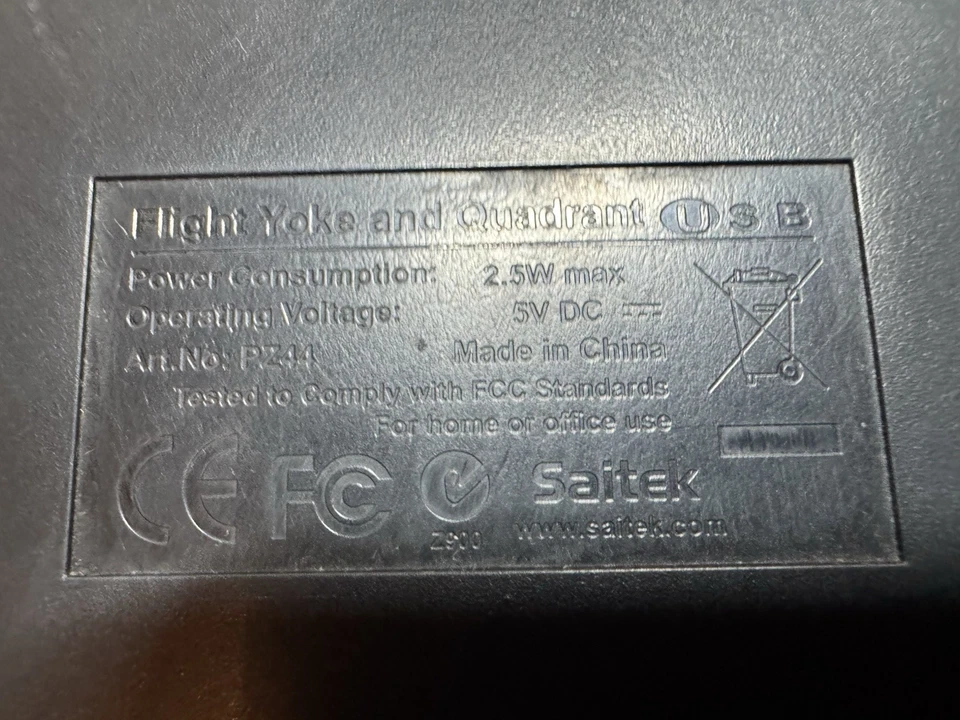 Flight Yoke and Quadrant USB
Power Consumption: 2.5W max
Operating Voltage: 5V DC
Art.No: PZ44 Made in China
Tested to Comply with FCC Standards
For home or office use
CE FC Saitek
www.saitek.com